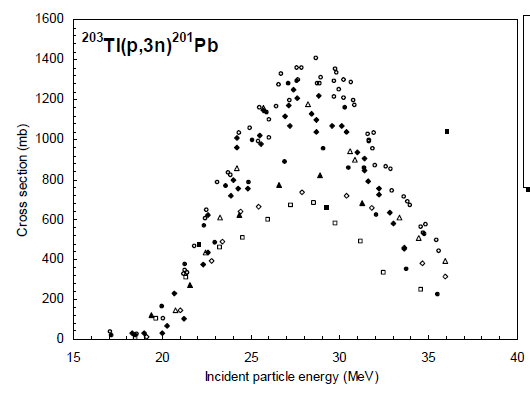 1600
1400
1200
1000
800
600
400
200
0
15 20 25 30 35 40
Cross section (mb)
Incident particle energy (MeV)
²⁰³Tl(p,3n)²⁰¹Pb